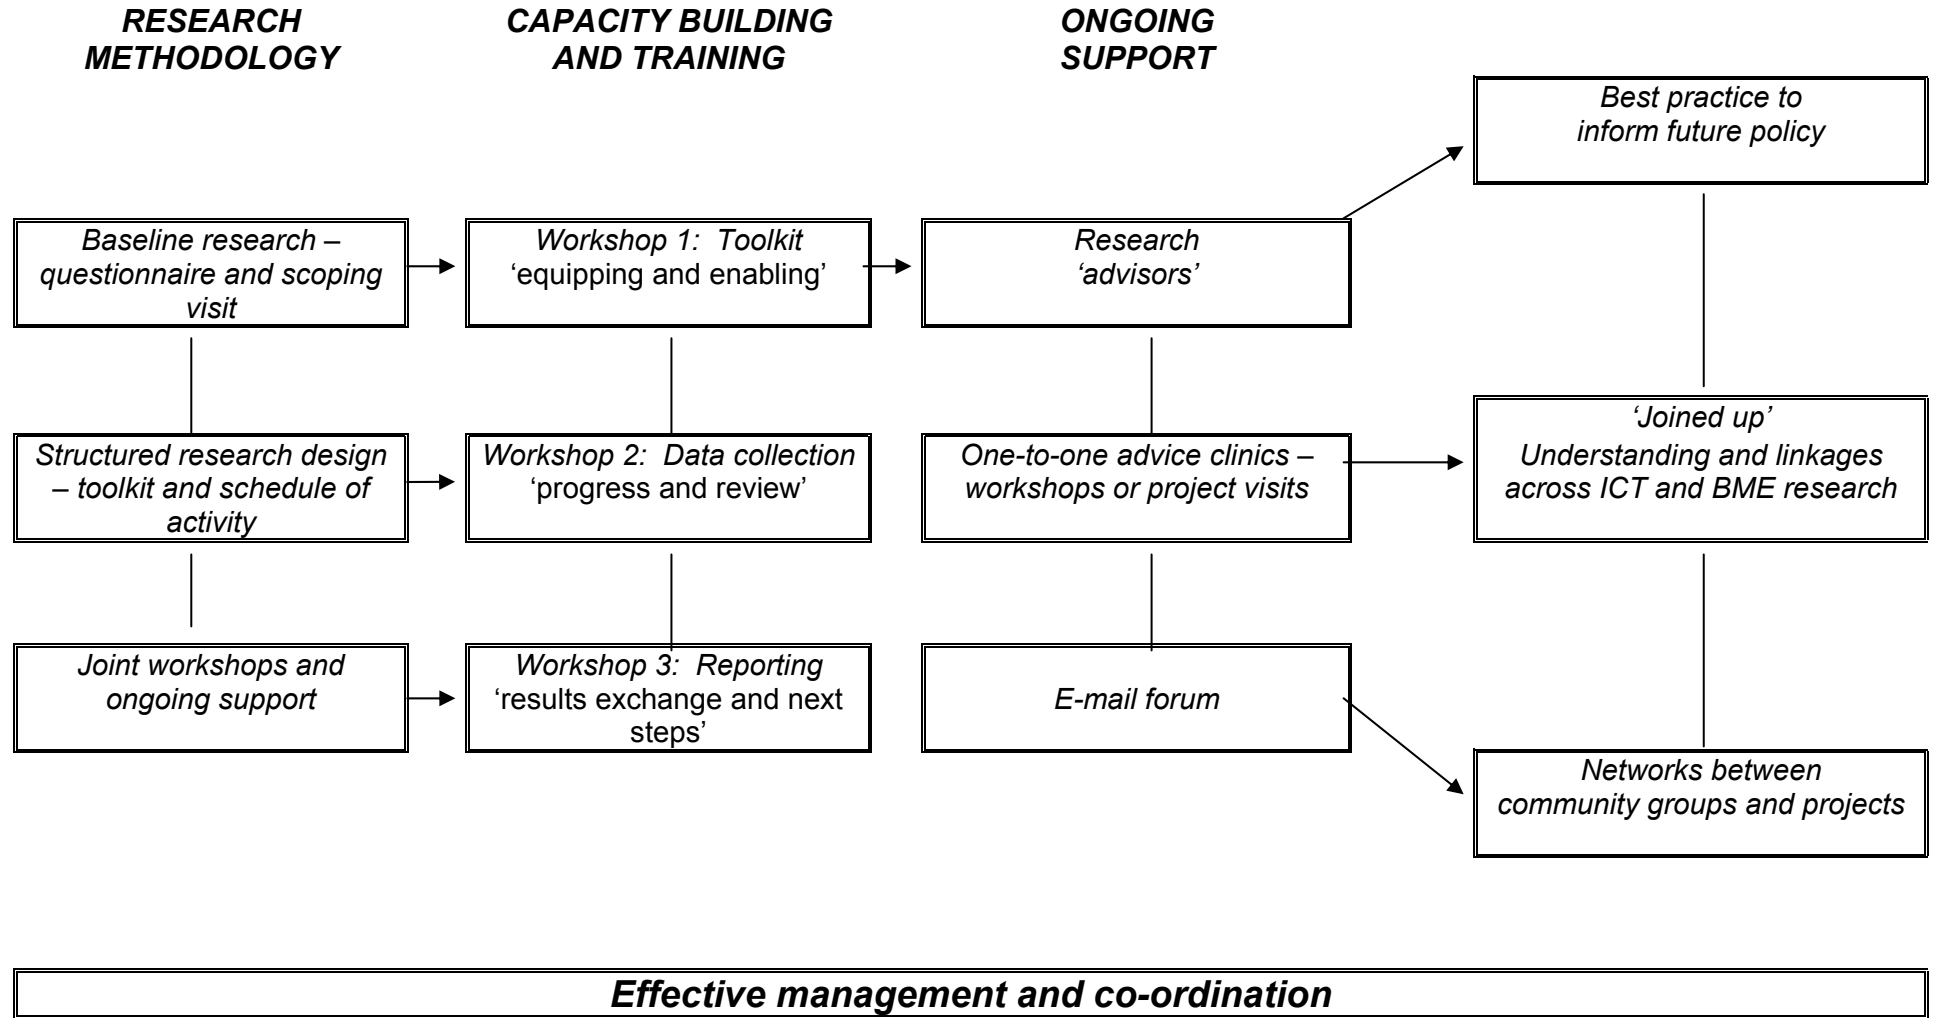 RESEARCH
METHODOLOGY
CAPACITY BUILDING
AND TRAINING
ONGOING
SUPPORT
Best practice to
inform future policy
Baseline research –
questionnaire and scoping
visit
Workshop 1: Toolkit
‘equipping and enabling’
Research
‘advisors’
Structured research design
– toolkit and schedule of
activity
Workshop 2: Data collection
‘progress and review’
One-to-one advice clinics –
workshops or project visits
‘Joined up’
Understanding and linkages
across ICT and BME research
Joint workshops and
ongoing support
Workshop 3: Reporting
‘results exchange and next
steps’
E-mail forum
Networks between
community groups and projects
Effective management and co-ordination